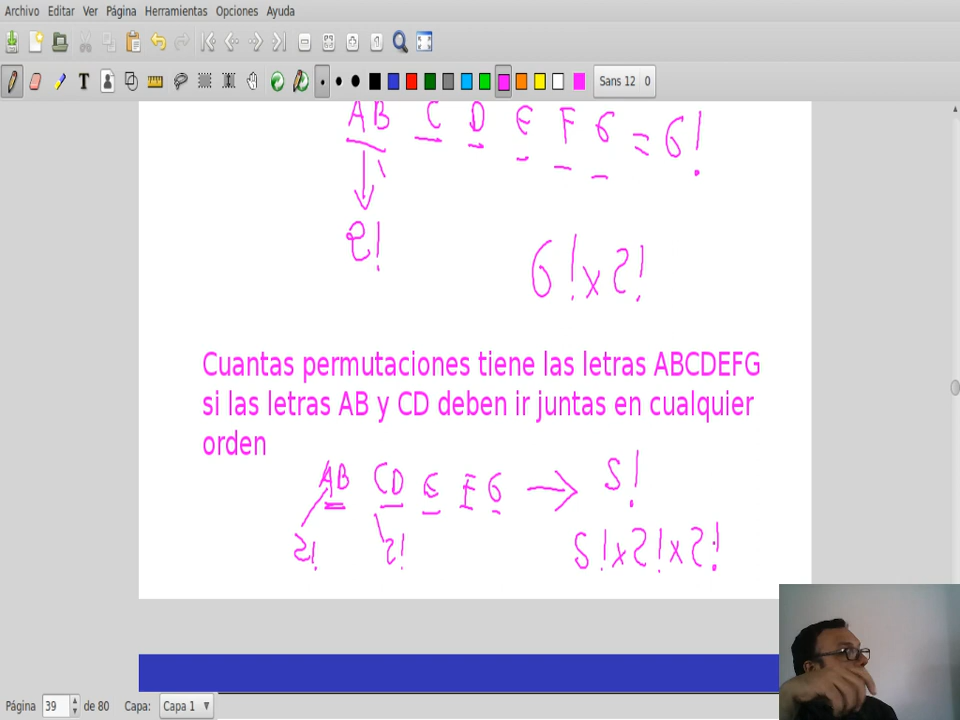 Archivo Editar Ver Página Herramientas Opciones Ayuda
T Sans 12 0
AB C D E F G = 6!
2!
6! x 2!
Cuantas permutaciones tiene las letras ABCDEFG
si las letras AB y CD deben ir juntas en cualquier
orden
AB CD E F G → 5!
2! 2! 5! x 2! x 2!
Página 39 de 80 Capa: Capa 1